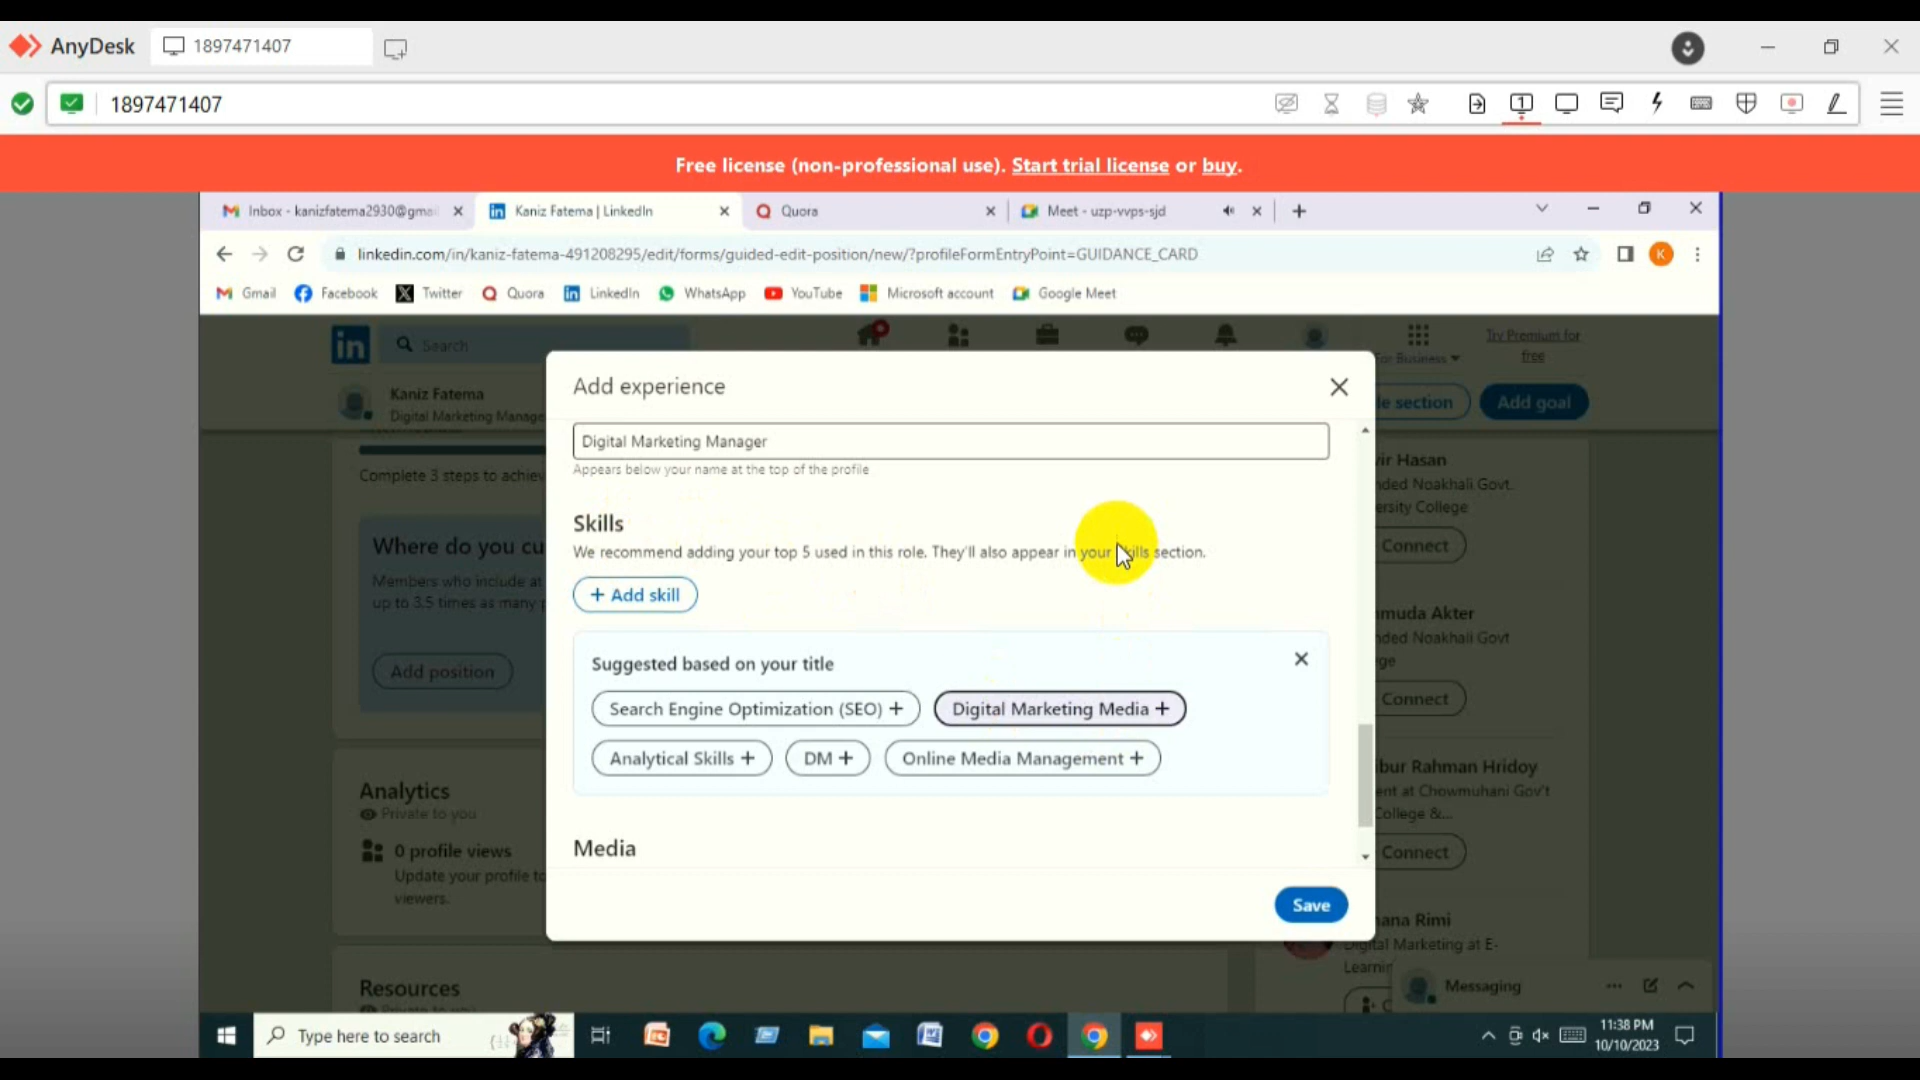 AnyDesk
1897471407
1897471407
Free license (non-professional use). Start trial license or buy.
Inbox - kanizfatema2930@gmai
Kaniz Fatema | LinkedIn
Quora
Meet - uzp-vvps-sjd
linkedin.com/in/kaniz-fatema-491208295/edit/forms/guided-edit-position/new/?profileFormEntryPoint=GUIDANCE_CARD
K
Gmail
Facebook
Twitter
Quora
LinkedIn
WhatsApp
YouTube
Microsoft account
Google Meet
in
Search
For Business
Try Premium for
free
Kaniz Fatema
Digital Marketing Manage
le section
Add goal
Complete 3 steps to achiev
Where do you cu
Members who include at
up to 3.5 times as many p
Add position
Analytics
Private to you
0 profile views
Update your profile to
viewers.
Resources
Add experience
Digital Marketing Manager
Appears below your name at the top of the profile
Skills
We recommend adding your top 5 used in this role. They'll also appear in your skills section.
+ Add skill
Suggested based on your title
Search Engine Optimization (SEO) +
Digital Marketing Media +
Analytical Skills +
DM +
Online Media Management +
Media
Save
ir Hasan
nded Noakhali Govt.
ersity College
Connect
muda Akter
nded Noakhali Govt
ge
Connect
ibur Rahman Hridoy
ent at Chowmuhani Gov't
College &...
Connect
ana Rimi
Digital Marketing at E-
Learnin
Messaging
Type here to search
11:38 PM
10/10/2023